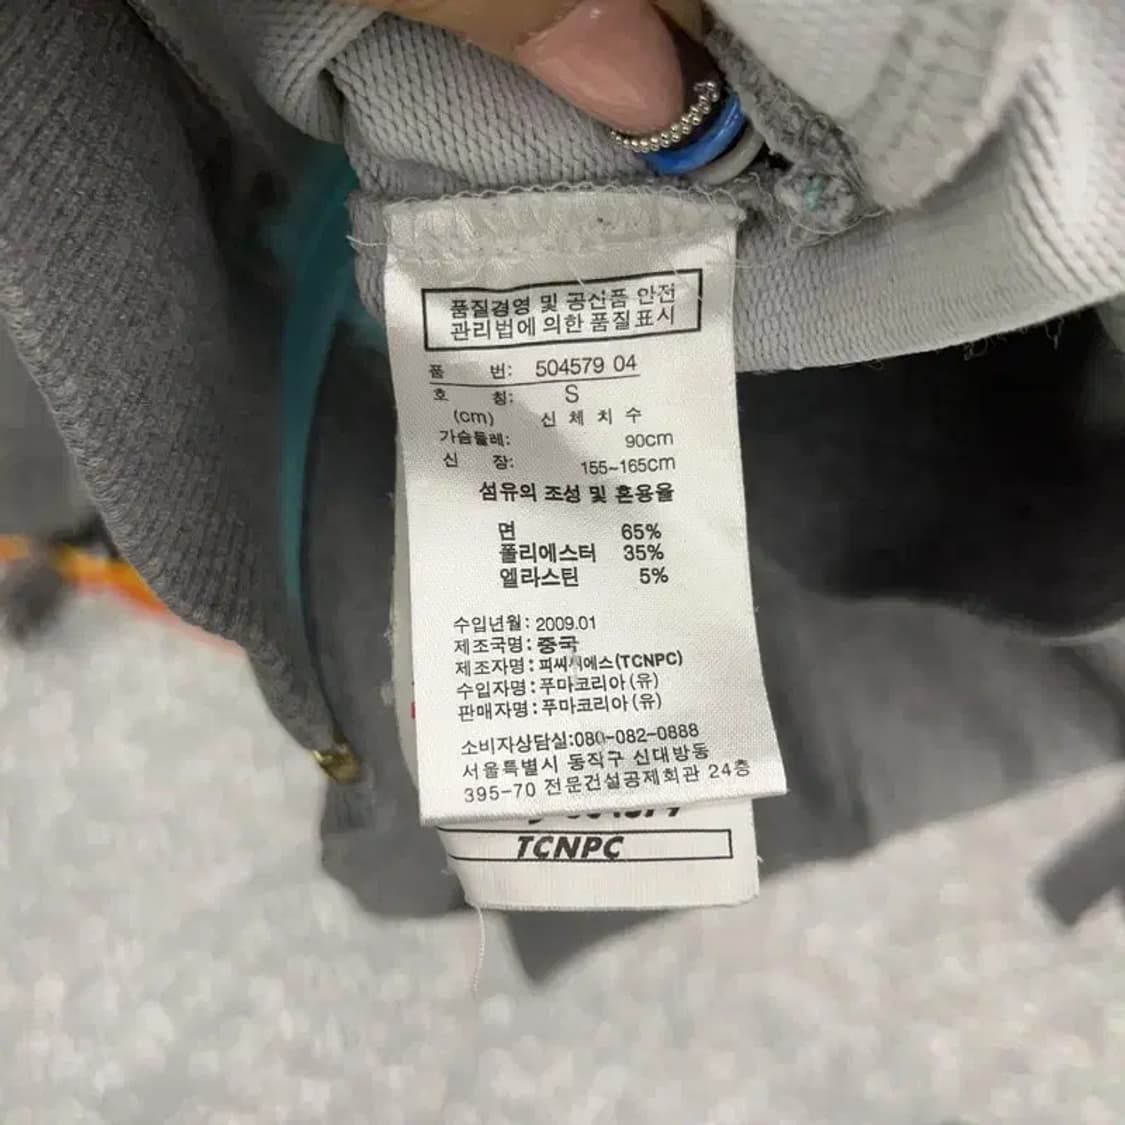 품질경영 및 공산품 안전
관리법에 의한 품질표시
품 번: 504579 04
호 칭: S
(cm) 신 체 치 수
가슴둘레: 90cm
신 장: 155~165cm
섬유의 조성 및 혼용율
면 65%
폴리에스터 35%
엘라스틴 5%
수입년월: 2009.01
제조국명: 중국
제조자명: (TCNPC)
수입자명: 푸마코리아(유)
판매자명: 푸마코리아(유)
소비자상담실:080-082-0888
서울특별시 동작구 신대방동
395-70 전문건설공제회관 24층
TCNPC